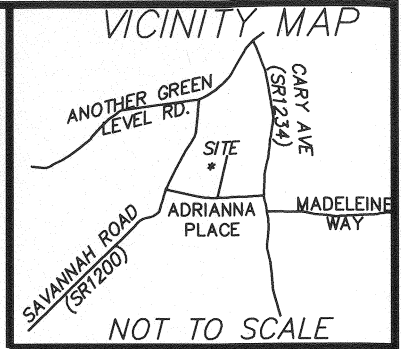 VICINITY MAP
ANOTHER GREEN
LEVEL RD.
CARY AVE
(SR1234)
SITE
*
ADRIANNA
PLACE
MADELEINE
WAY
SAVANNAH ROAD
(SR1200)
NOT TO SCALE